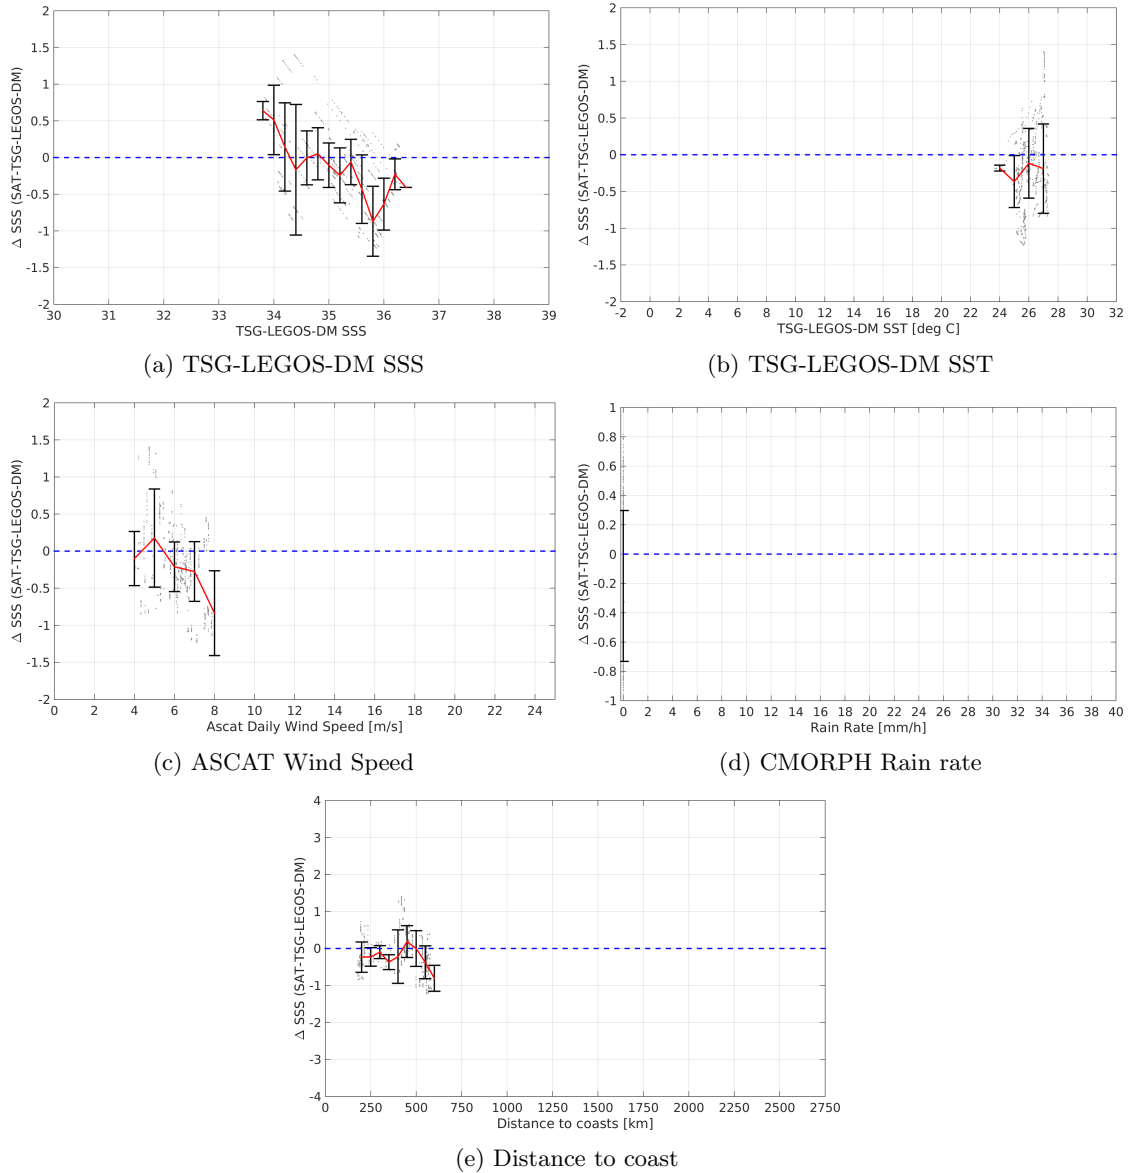 2
1.5
1
0.5
0
-0.5
-1
-1.5
-2
Δ SSS (SAT-TSG-LEGOS-DM)
30 31 32 33 34 35 36 37 38 39
TSG-LEGOS-DM SSS
(a) TSG-LEGOS-DM SSS
2
1.5
1
0.5
0
-0.5
-1
-1.5
-2
Δ SSS (SAT-TSG-LEGOS-DM)
-2 0 2 4 6 8 10 12 14 16 18 20 22 24 26 28 30 32
TSG-LEGOS-DM SST [deg C]
(b) TSG-LEGOS-DM SST
2
1.5
1
0.5
0
-0.5
-1
-1.5
-2
Δ SSS (SAT-TSG-LEGOS-DM)
0 2 4 6 8 10 12 14 16 18 20 22 24
Ascat Daily Wind Speed [m/s]
(c) ASCAT Wind Speed
1
0.8
0.6
0.4
0.2
0
-0.2
-0.4
-0.6
-0.8
-1
Δ SSS (SAT-TSG-LEGOS-DM)
0 2 4 6 8 10 12 14 16 18 20 22 24 26 28 30 32 34 36 38 40
Rain Rate [mm/h]
(d) CMORPH Rain rate
4
3
2
1
0
-1
-2
-3
-4
Δ SSS (SAT-TSG-LEGOS-DM)
0 250 500 750 1000 1250 1500 1750 2000 2250 2500 2750
Distance to coasts [km]
(e) Distance to coast